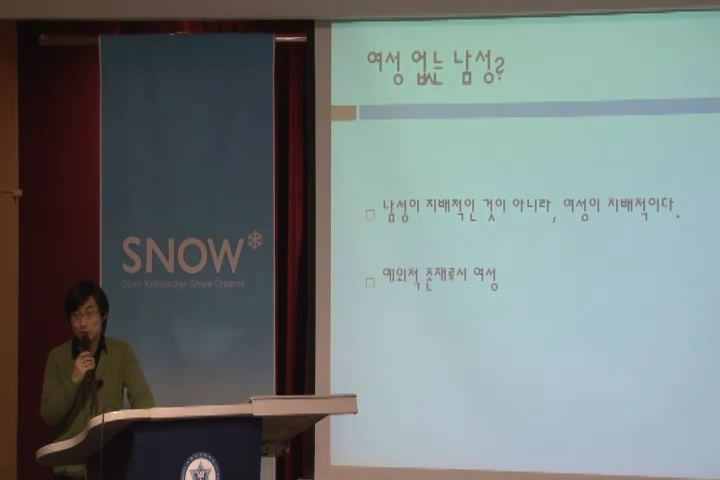 여성 없는 남성?
남성이 지배적인 것이 아니라, 여성이 지배적이다.
예외적 존재로서 여성
SNOW*
Open Knowledge Share Dreams